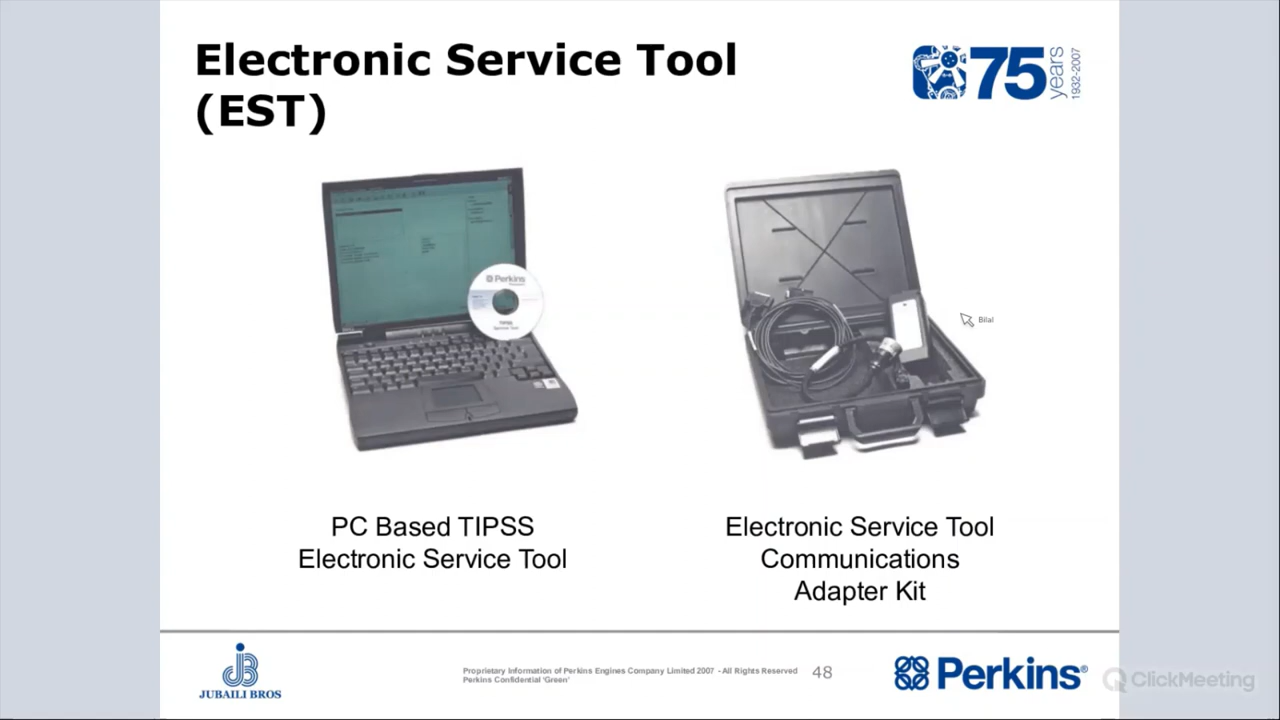 Electronic Service Tool
(EST)
75
years
1932-2007
Perkins
Bilal
PC Based TIPSS
Electronic Service Tool
Electronic Service Tool
Communications
Adapter Kit
JUBAILI BROS
Proprietary Information of Perkins Engines Company Limited 2007 - All Rights Reserved
Perkins Confidential ‘Green’
48
Perkins®
ClickMeeting